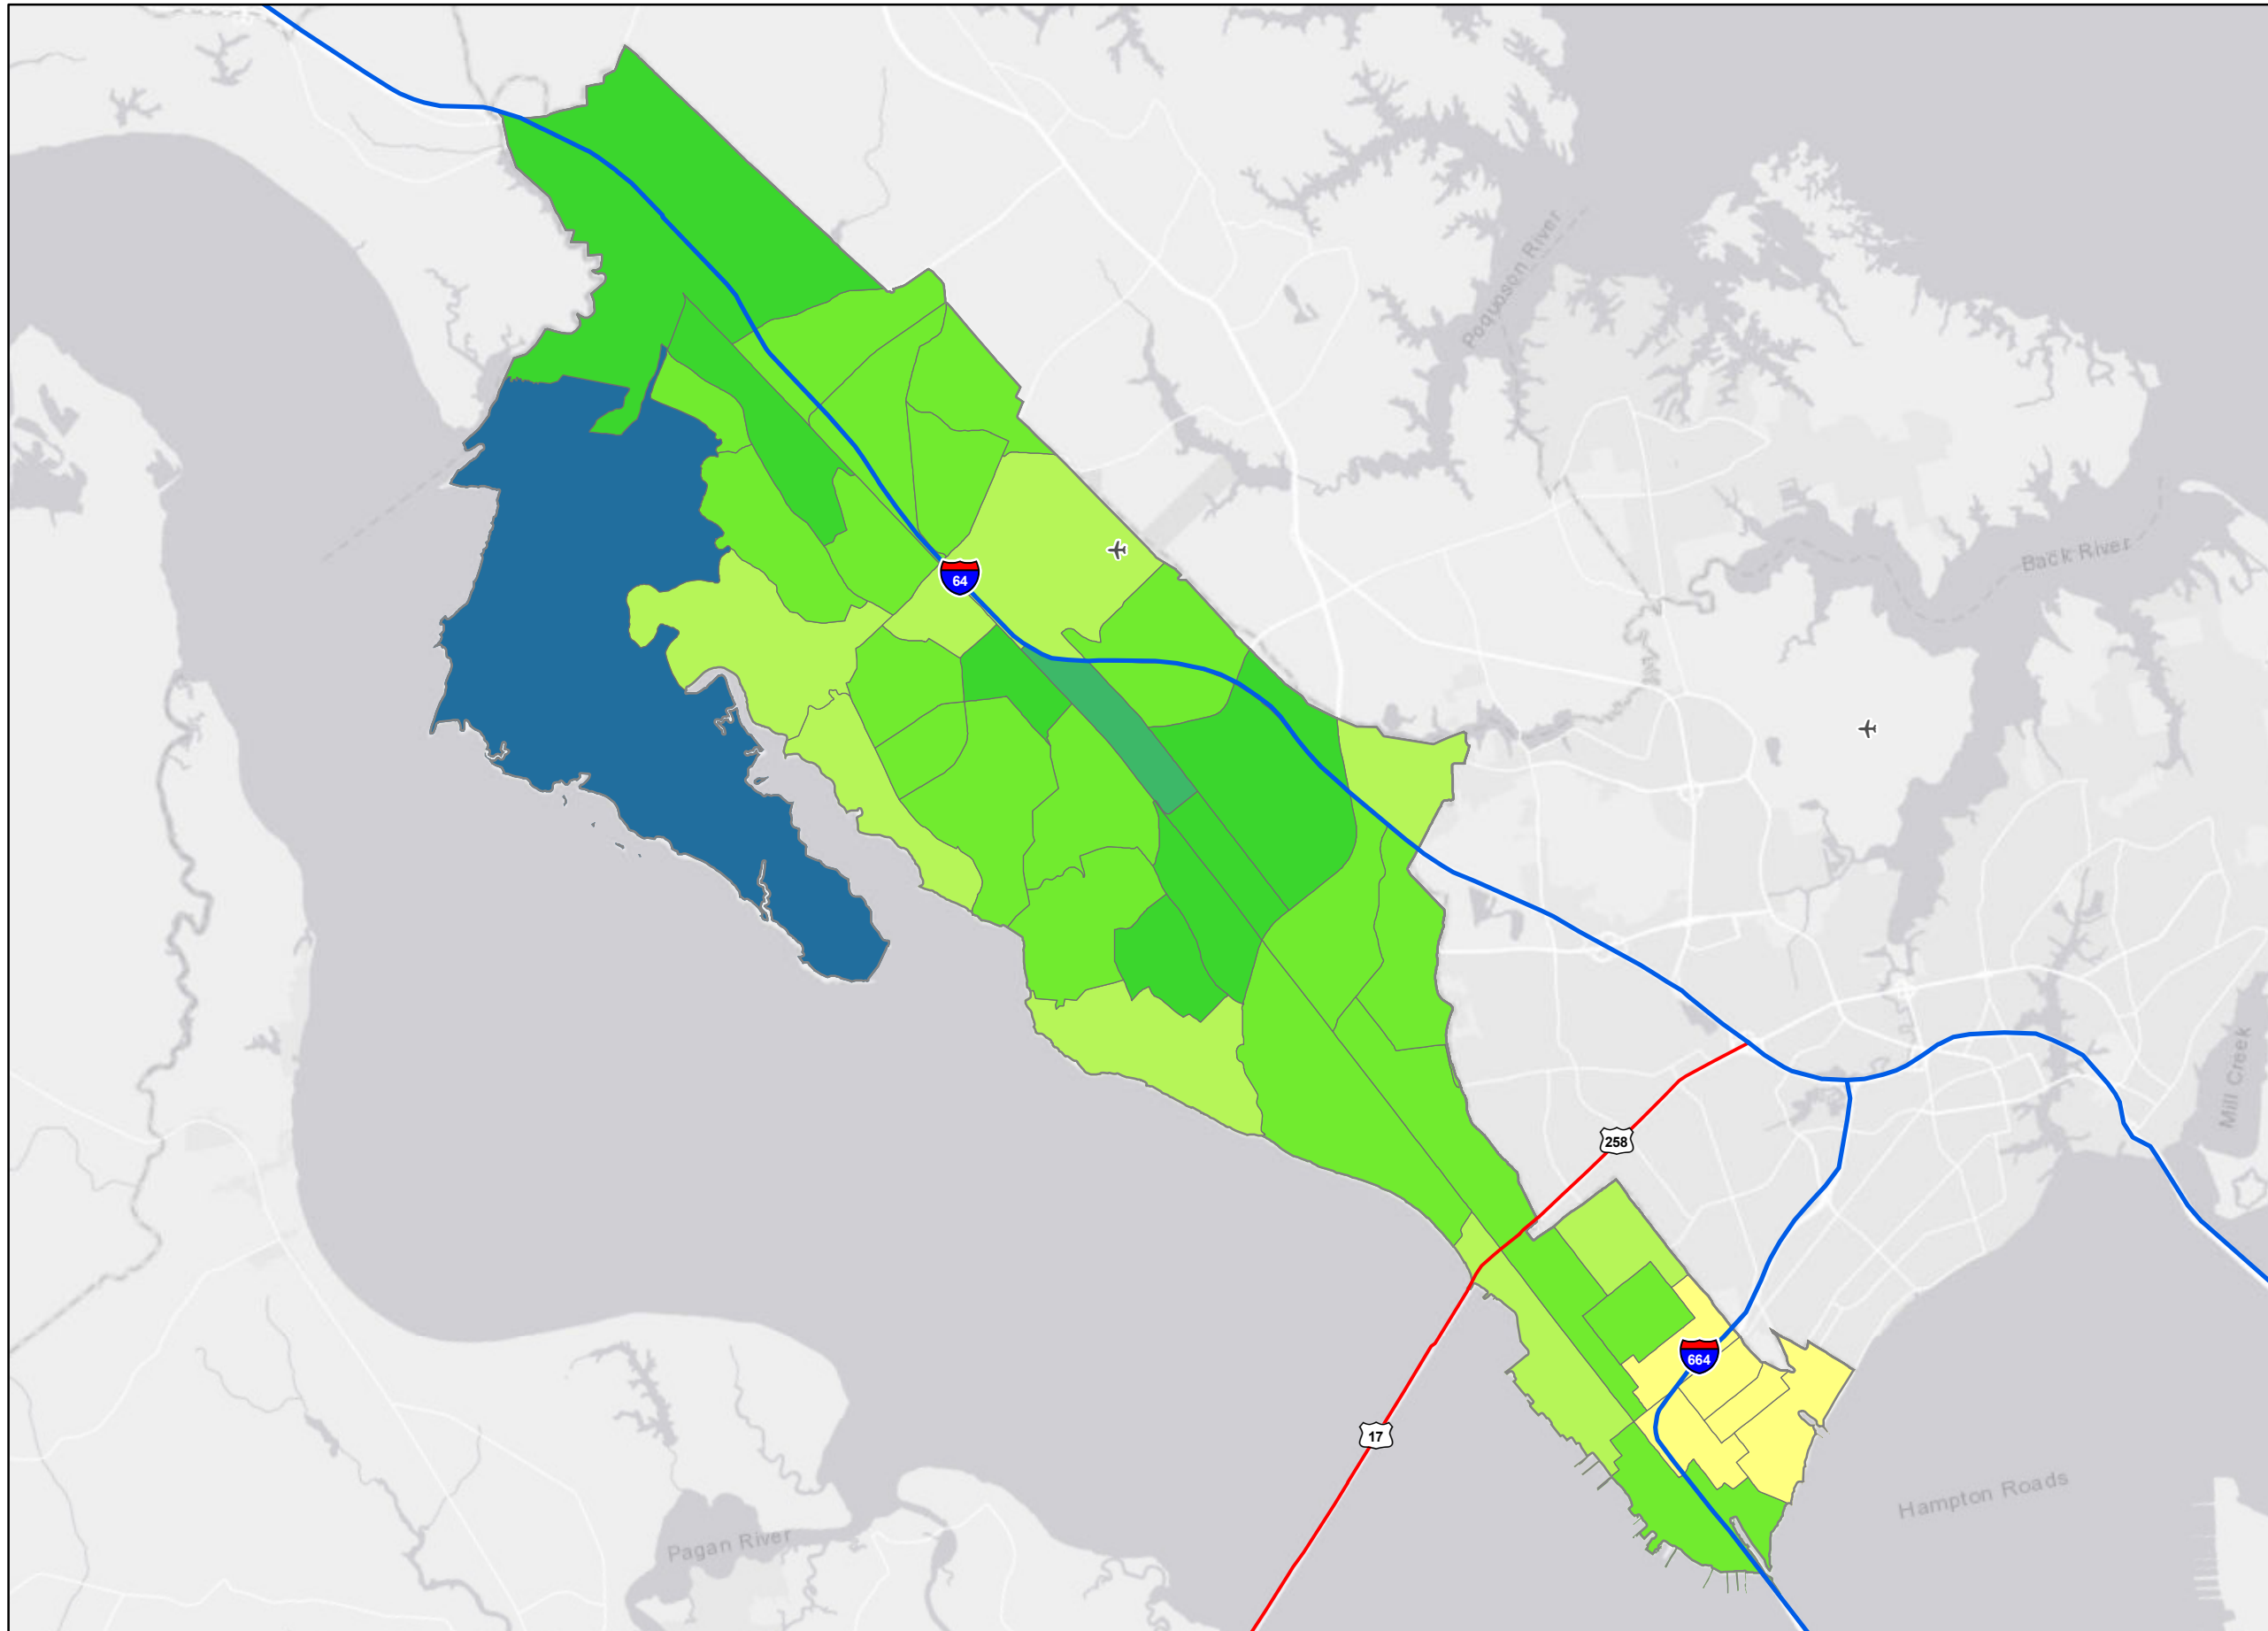 Poquoson River
Back River
64
Mill Creek
258
664
17
Hampton Roads
Pagan River